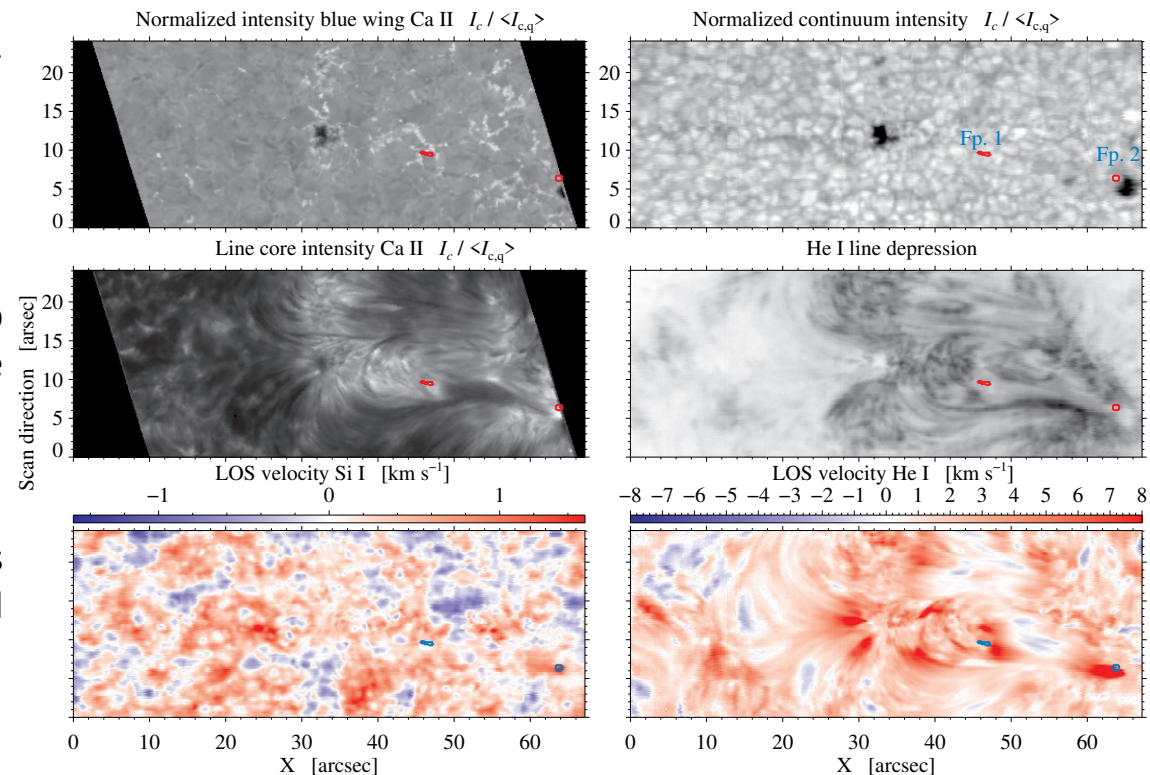 Normalized intensity blue wing Ca II I_c / <I_c,q>
Normalized continuum intensity I_c / <I_c,q>
20
15
10
5
0
20
15
10
5
0
Fp. 1
Fp. 2
Line core intensity Ca II I_c / <I_c,q>
He I line depression
Scan direction [arsec]
20
15
10
5
0
LOS velocity Si I [km s⁻¹]
LOS velocity He I [km s⁻¹]
−1 0 1
−8 −7 −6 −5 −4 −3 −2 −1 0 1 2 3 4 5 6 7 8
0 10 20 30 40 50 60
0 10 20 30 40 50 60
X [arcsec]
X [arcsec]